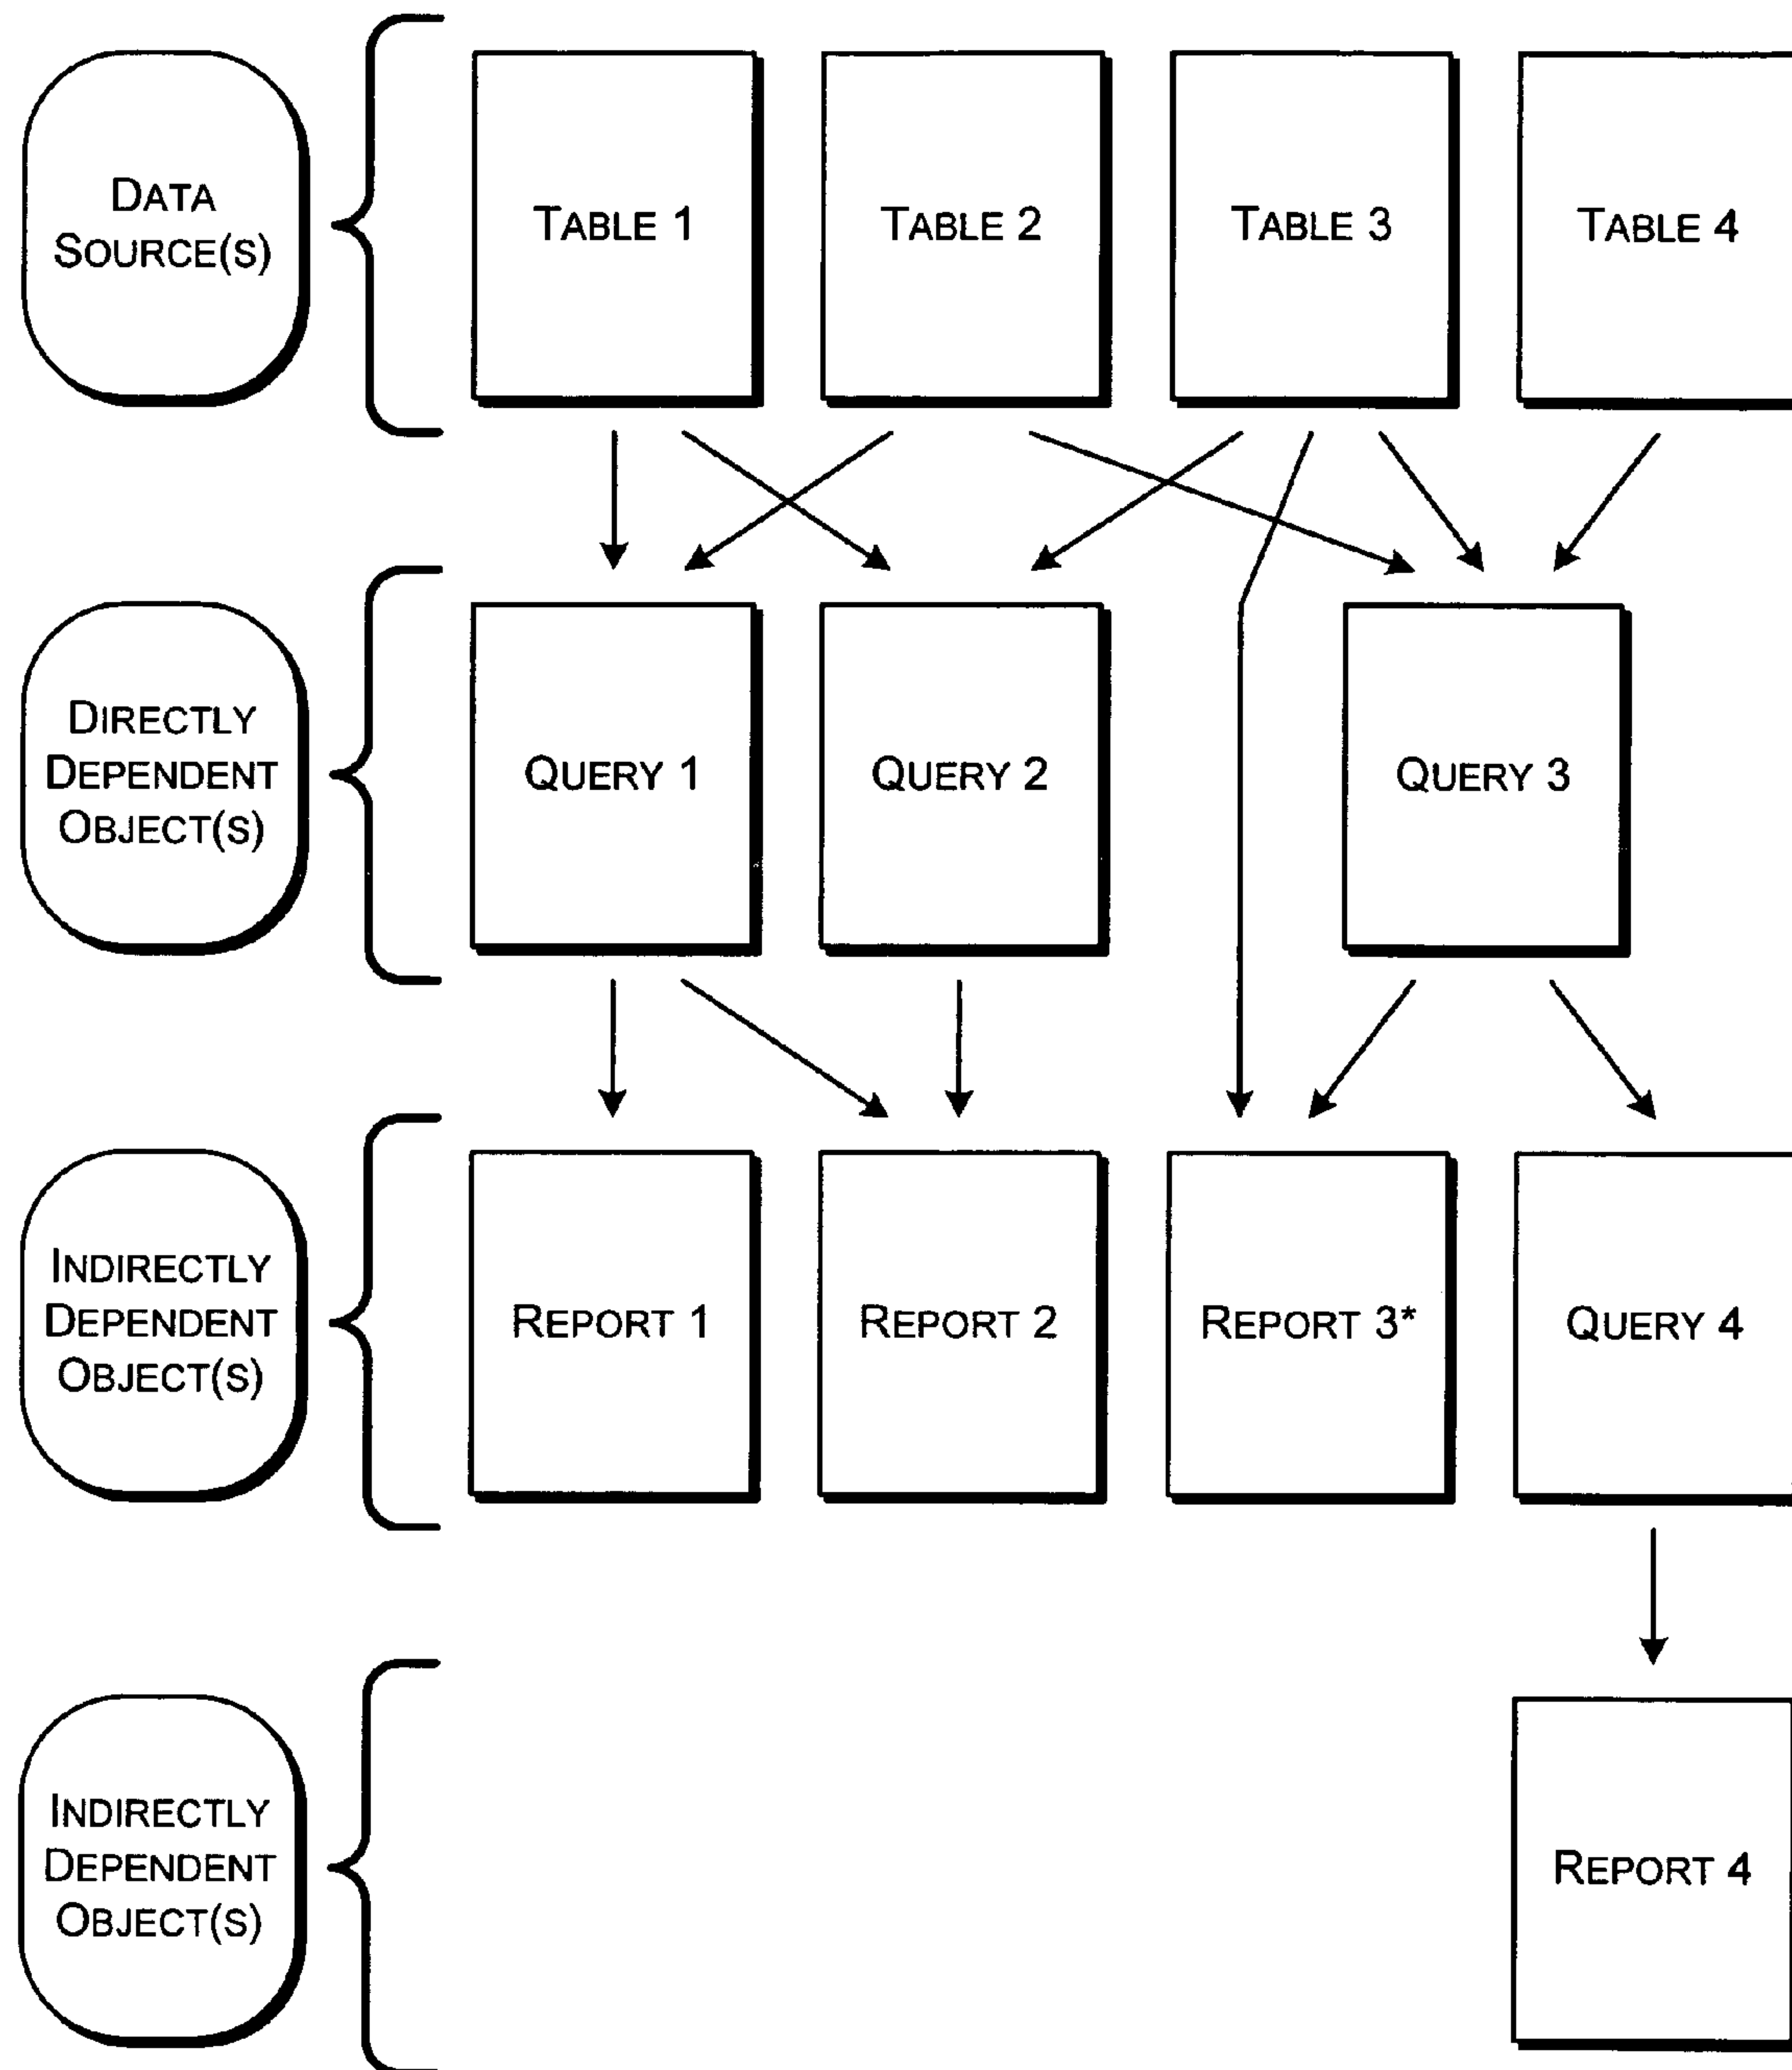 DATA
SOURCE(S)
TABLE 1
TABLE 2
TABLE 3
TABLE 4
DIRECTLY
DEPENDENT
OBJECT(S)
QUERY 1
QUERY 2
QUERY 3
INDIRECTLY
DEPENDENT
OBJECT(S)
REPORT 1
REPORT 2
REPORT 3*
QUERY 4
INDIRECTLY
DEPENDENT
OBJECT(S)
REPORT 4